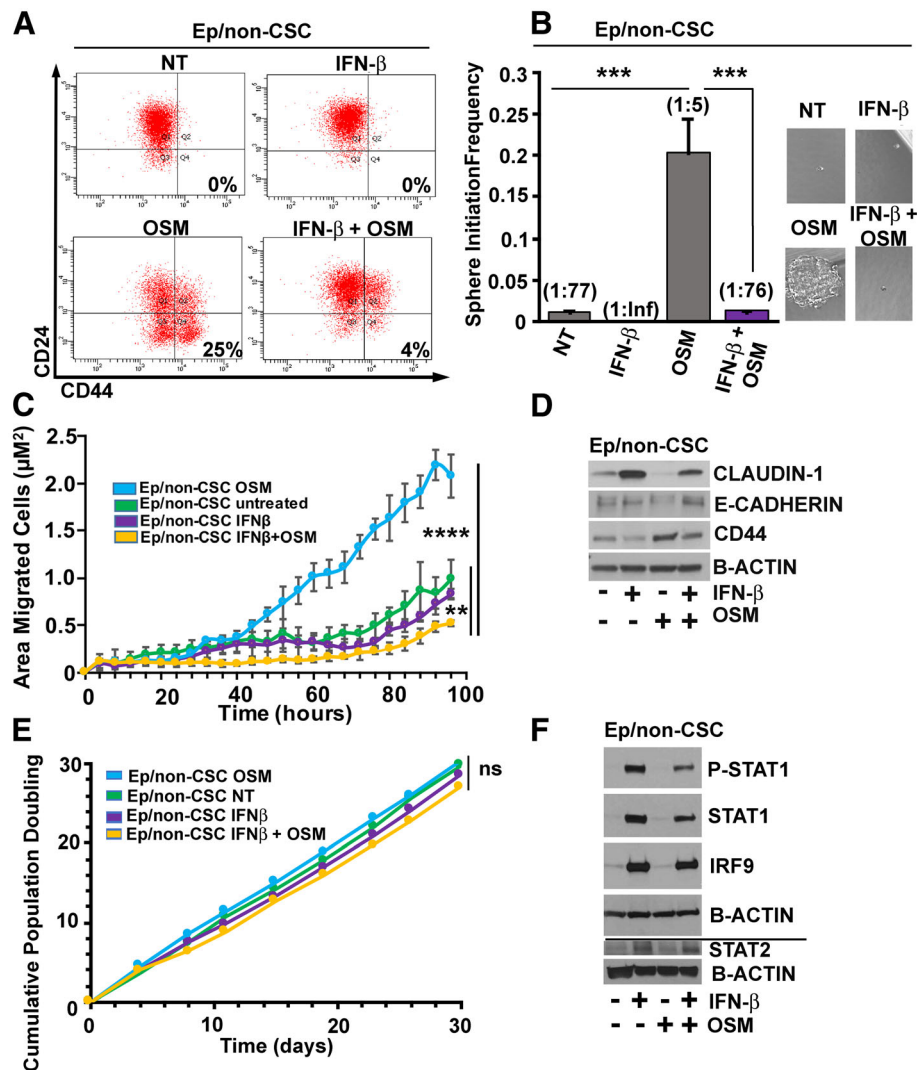 A
Ep/non-CSC
NT
IFN-β
0%
0%
OSM
IFN-β + OSM
25%
4%
CD24
CD44
Q1 Q2
Q3 Q4
B
Ep/non-CSC
Sphere InitiationFrequency
0.3
0.25
0.2
0.15
0.1
0.05
0
***
***
(1:5)
(1:77)
(1:Inf)
(1:76)
NT
IFN-β
OSM
IFN-β +
OSM
NT
IFN-β
OSM
IFN-β +
OSM
C
Area Migrated Cells (µM²)
2.5
2.0
1.5
1.0
0.5
0
Ep/non-CSC OSM
Ep/non-CSC untreated
Ep/non-CSC IFNβ
Ep/non-CSC IFNβ+OSM
****
**
0 20 40 60 80 100
Time (hours)
D
Ep/non-CSC
CLAUDIN-1
E-CADHERIN
CD44
B-ACTIN
- + - + IFN-β
- - + + OSM
E
Cumulative Population Doubling
30
20
10
0
Ep/non-CSC OSM
Ep/non-CSC NT
Ep/non-CSC IFNβ
Ep/non-CSC IFNβ + OSM
ns
0 10 20 30
Time (days)
F
Ep/non-CSC
P-STAT1
STAT1
IRF9
B-ACTIN
STAT2
B-ACTIN
- + - + IFN-β
- - + + OSM